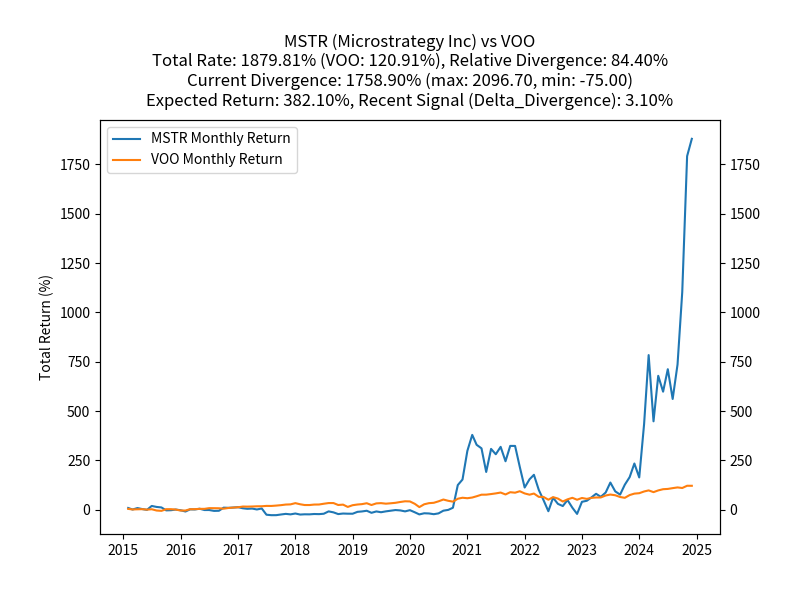 MSTR (Microstrategy Inc) vs VOO
Total Rate: 1879.81% (VOO: 120.91%), Relative Divergence: 84.40%
Current Divergence: 1758.90% (max: 2096.70, min: -75.00)
Expected Return: 382.10%, Recent Signal (Delta_Divergence): 3.10%
MSTR Monthly Return
VOO Monthly Return
Total Return (%)
1750 1750
1500 1500
1250 1250
1000 1000
750 750
500 500
250 250
0 0
2015 2016 2017 2018 2019 2020 2021 2022 2023 2024 2025